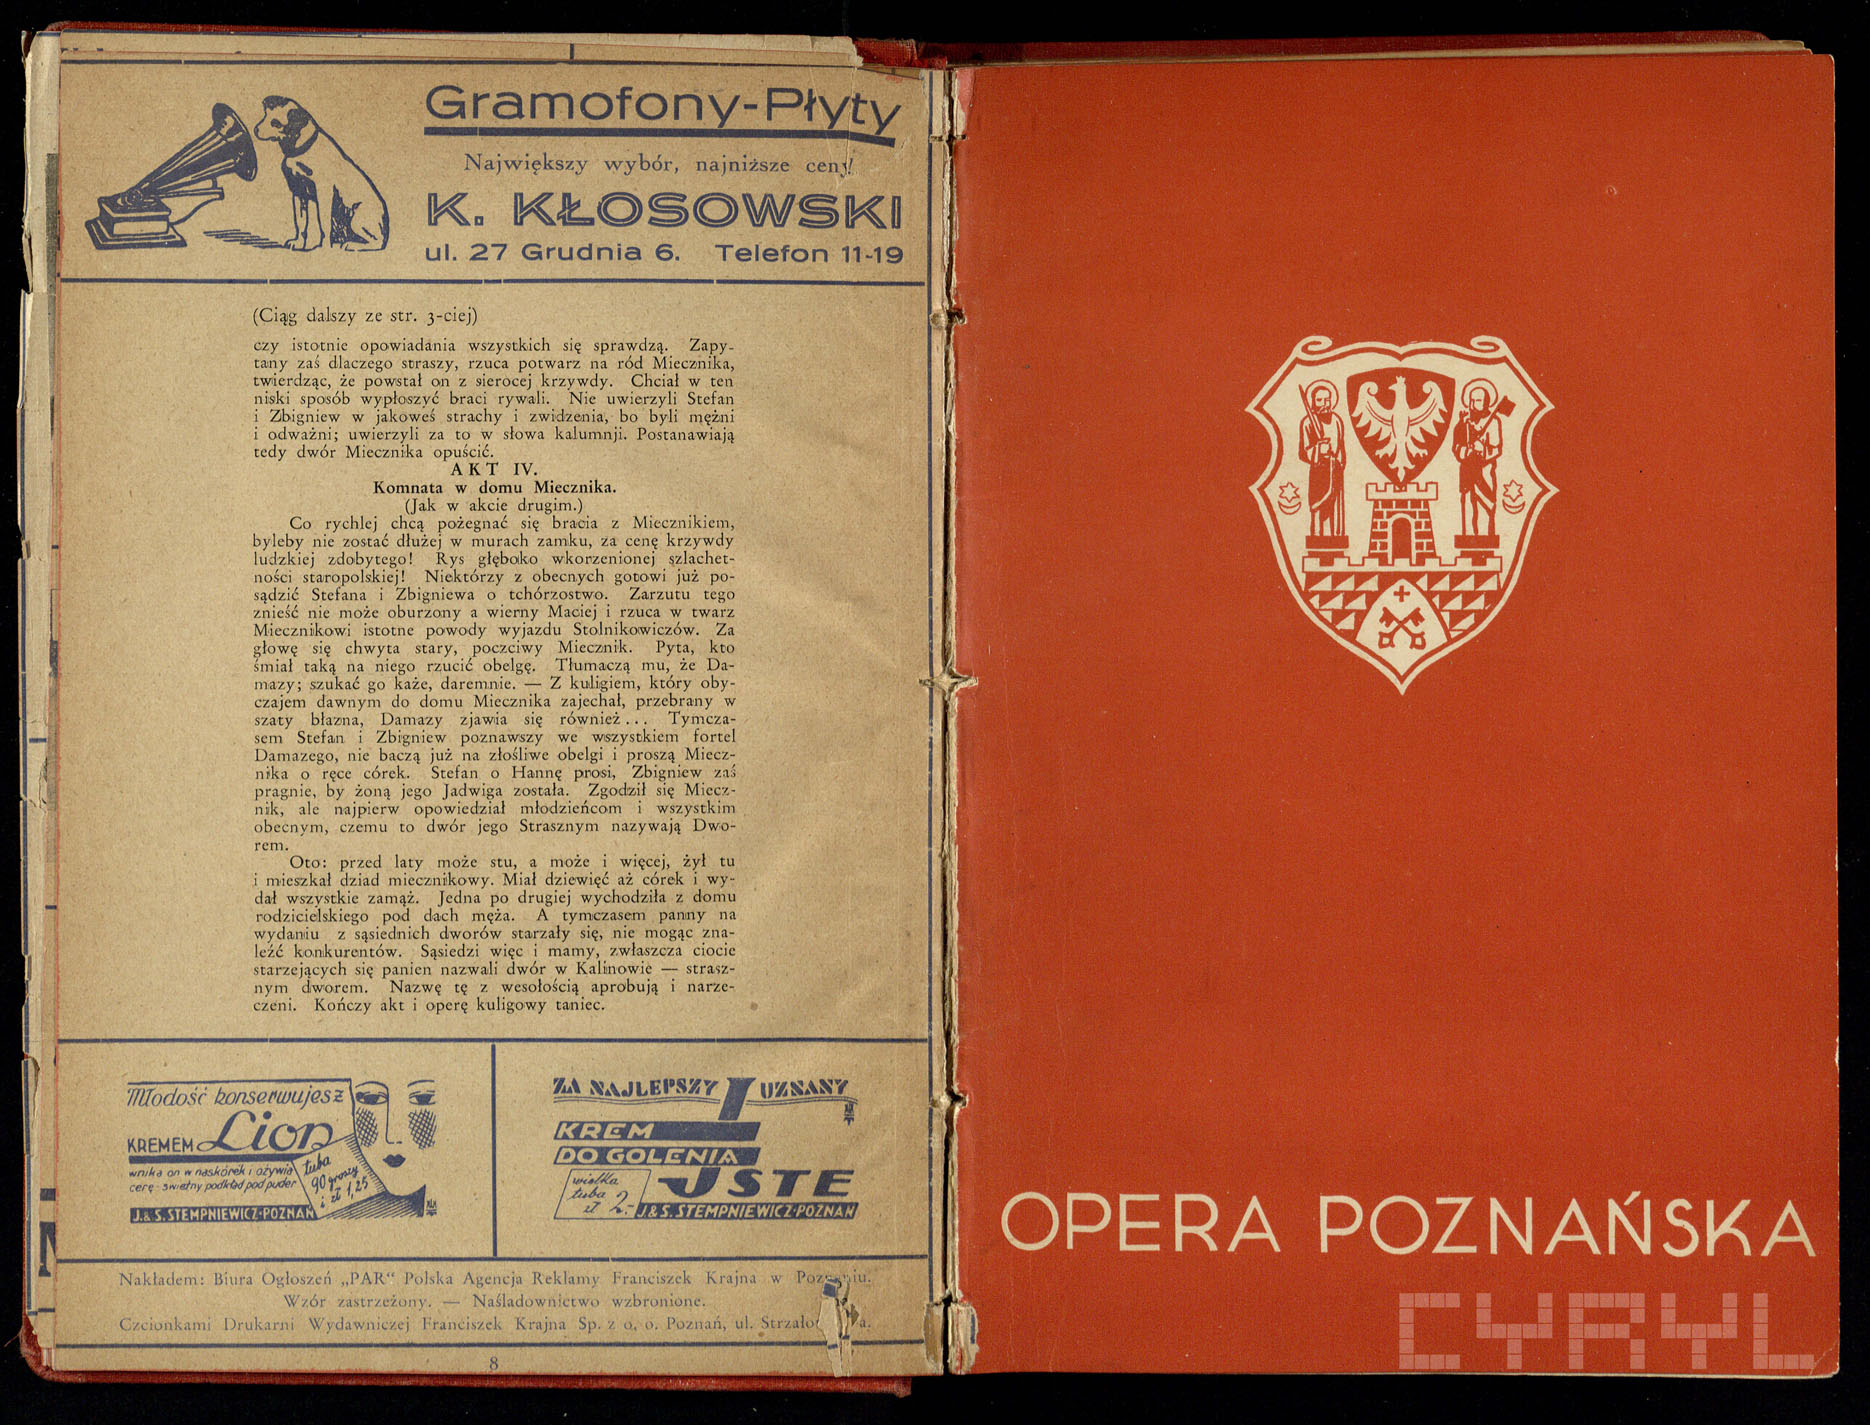 Gramofony-Płyty
Największy wybór, najniższe ceny!
K. KŁOSOWSKI
ul. 27 Grudnia 6. Telefon 11-19
(Ciąg dalszy ze str. 3-ciej)
czy istotnie opowiadania wszystkich się sprawdzą. Zapy-
tany zaś dlaczego straszy, rzuca potwarz na ród Miecznika,
twierdząc, że powstał on z sierocej krzywdy. Chciał w ten
niski sposób wypłoszyć braci rywali. Nie uwierzyli Stefan
i Zbigniew w jakoweś strachy i zwidzenia, bo byli mężni
i odważni; uwierzyli za to w słowa kalumnji. Postanawiają
tedy dwór Miecznika opuścić.
AKT IV.
Komnata w domu Miecznika.
(Jak w akcie drugim.)
Co rychlej chcą pożegnać się bracia z Miecznikiem,
byleby nie zostać dłużej w murach zamku, za cenę krzywdy
ludzkiej zdobytego! Rys głęboko wkorzenionej szlachet-
ności staropolskiej! Niektórzy z obecnych gotowi już po-
sądzić Stefana i Zbigniewa o tchórzostwo. Zarzutu tego
znieść nie może oburzony a wierny Maciej i rzuca w twarz
Miecznikowi istotne powody wyjazdu Stolnikowiczów. Za
głowę się chwyta stary, poczciwy Miecznik. Pyta, kto
śmiał taką na niego rzucić obelgę. Tłumaczą mu, że Da-
mazy; szukać go każe, daremnie. — Z kuligiem, który oby-
czajem dawnym do domu Miecznika zajechał, przebrany w
szaty błazna, Damazy zjawia się również... Tymcza-
sem Stefan i Zbigniew poznawszy we wszystkiem fortel
Damazego, nie baczą już na złośliwe obelgi i proszą Miecz-
nika o ręce córek. Stefan o Hannę prosi, Zbigniew zaś
pragnie, by żoną jego Jadwiga została. Zgodził się Miecz-
nik, ale najpierw opowiedział młodzieńcom i wszystkim
obecnym, czemu to dwór jego Strasznym nazywają Dwo-
rem.
Oto: przed laty może stu, a może i więcej, żył tu
i mieszkał dziad miecznikowy. Miał dziewięć aż córek i wy-
dał wszystkie zamąż. Jedna po drugiej wychodziła z domu
rodzicielskiego pod dach męża. A tymczasem panny na
wydaniu z sąsiednich dworów starzały się, nie mogąc zna-
leźć konkurentów. Sąsiedzi więc i mamy, zwłaszcza ciocie
starzejących się panien nazwali dwór w Kalinowie — strasz-
nym dworem. Nazwę tę z wesołością aprobują i narze-
czeni. Kończy akt i operę kuligowy taniec.
Młodość konserwujesz
KREMEM Lion
wnika on w naskórek i ożywia
cerę - świetny podkład pod puder
tuba
90 groszy
i zł 1,25
J. & S. STEMPNIEWICZ·POZNAŃ
ZA NAJLEPSZY UZNANY
KREM
DO GOLENIA
JSTE
wielka
tuba
zł 2.-
J. & S. STEMPNIEWICZ·POZNAŃ
Nakładem: Biura Ogłoszeń „PAR“ Polska Agencja Reklamy Franciszek Krajna w Poznaniu.
Wzór zastrzeżony. — Naśladownictwo wzbronione.
Czcionkami Drukarni Wydawniczej Franciszek Krajna Sp. z o. o. Poznań, ul.
8
OPERA POZNAŃSKA
CYRYL